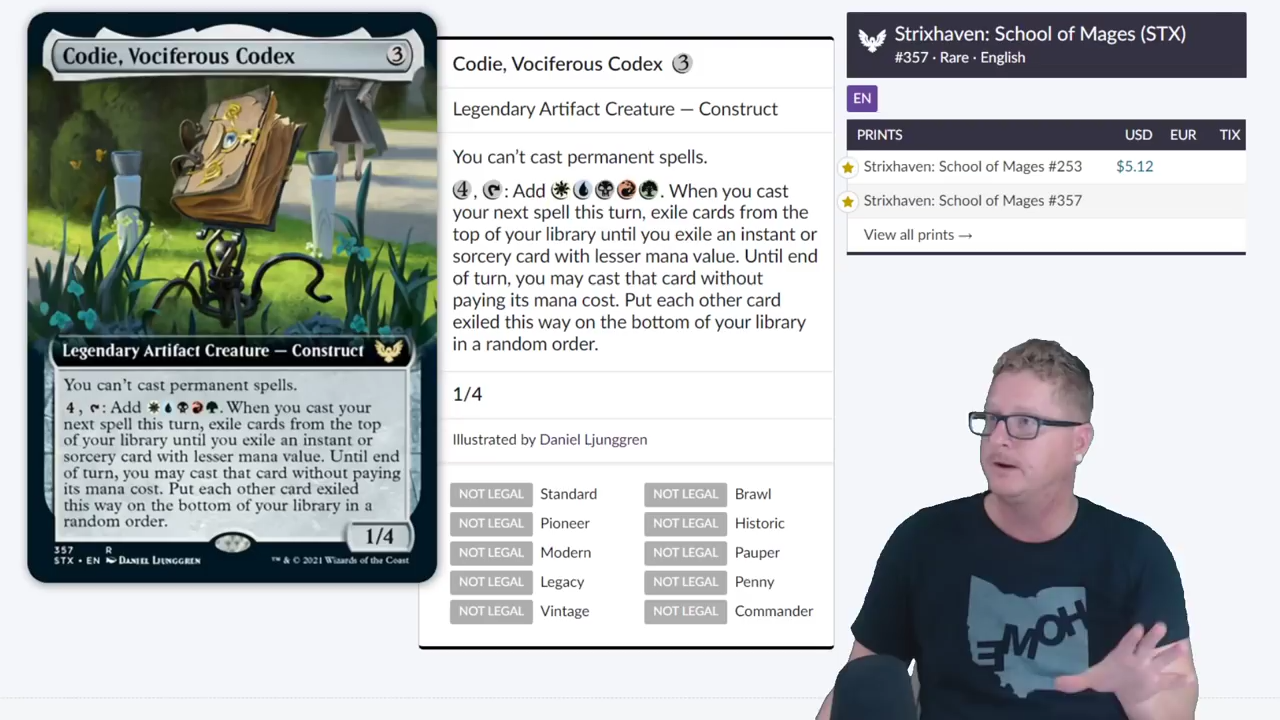 Codie, Vociferous Codex 3
Legendary Artifact Creature — Construct
You can't cast permanent spells.
4, : Add . When you cast your
next spell this turn, exile cards from the top
of your library until you exile an instant or
sorcery card with lesser mana value. Until end
of turn, you may cast that card without paying
its mana cost. Put each other card exiled
this way on the bottom of your library in a
random order.
1/4
357 R
STX • EN Daniel Ljunggren
™ & © 2021 Wizards of the Coast
Codie, Vociferous Codex 3
Legendary Artifact Creature — Construct
You can't cast permanent spells.
4, : Add . When you cast
your next spell this turn, exile cards from the
top of your library until you exile an instant or
sorcery card with lesser mana value. Until end
of turn, you may cast that card without
paying its mana cost. Put each other card
exiled this way on the bottom of your library
in a random order.
1/4
Illustrated by Daniel Ljunggren
NOT LEGAL Standard NOT LEGAL Brawl
NOT LEGAL Pioneer NOT LEGAL Historic
NOT LEGAL Modern NOT LEGAL Pauper
NOT LEGAL Legacy NOT LEGAL Penny
NOT LEGAL Vintage NOT LEGAL Commander
Strixhaven: School of Mages (STX)
#357 · Rare · English
EN
PRINTS USD EUR TIX
Strixhaven: School of Mages #253 $5.12
Strixhaven: School of Mages #357
View all prints →
HOME